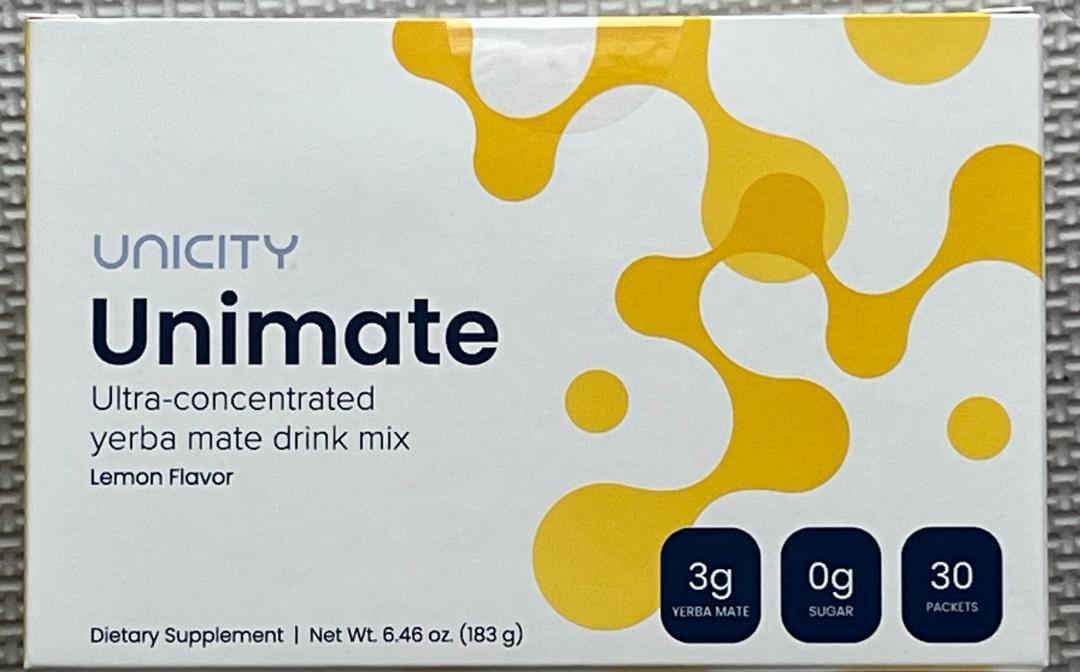 UNICITY
Unimate
Ultra-concentrated
yerba mate drink mix
Lemon Flavor
3g
YERBA MATE
0g
SUGAR
30
PACKETS
Dietary Supplement | Net Wt. 6.46 oz. (183 g)